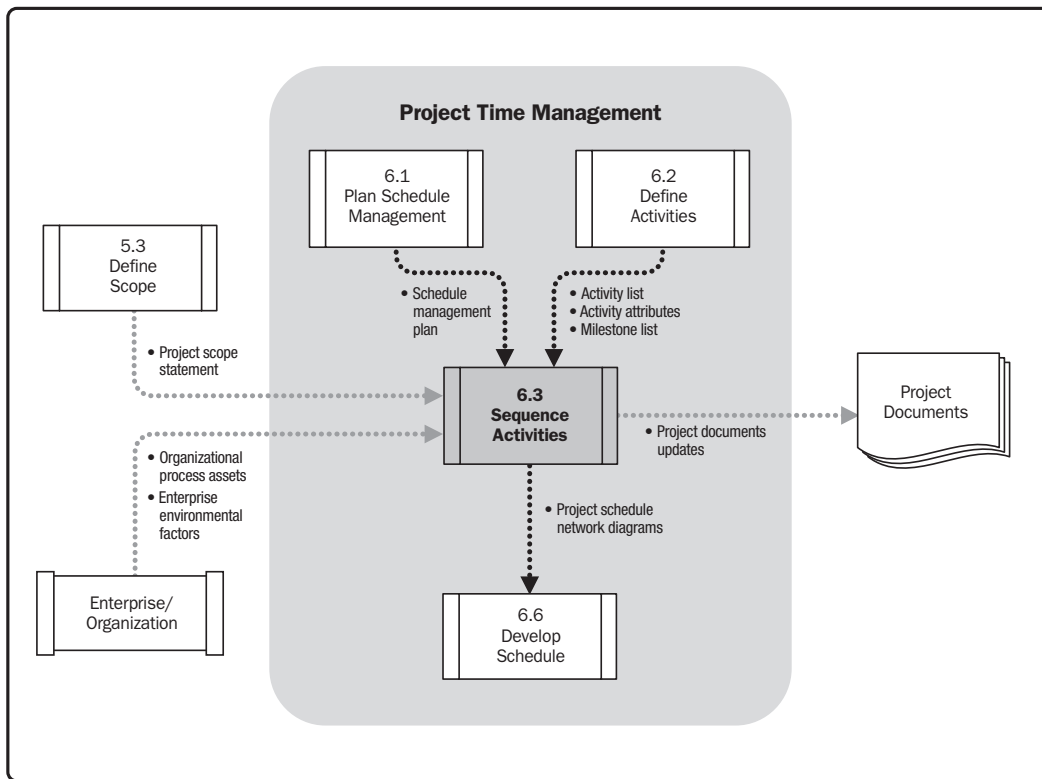 Project Time Management
6.1
Plan Schedule
Management
6.2
Define
Activities
5.3
Define
Scope
• Schedule
management
plan
• Activity list
• Activity attributes
• Milestone list
• Project scope
statement
6.3
Sequence
Activities
Project
Documents
• Project documents
updates
• Organizational
process assets
• Enterprise
environmental
factors
• Project schedule
network diagrams
Enterprise/
Organization
6.6
Develop
Schedule